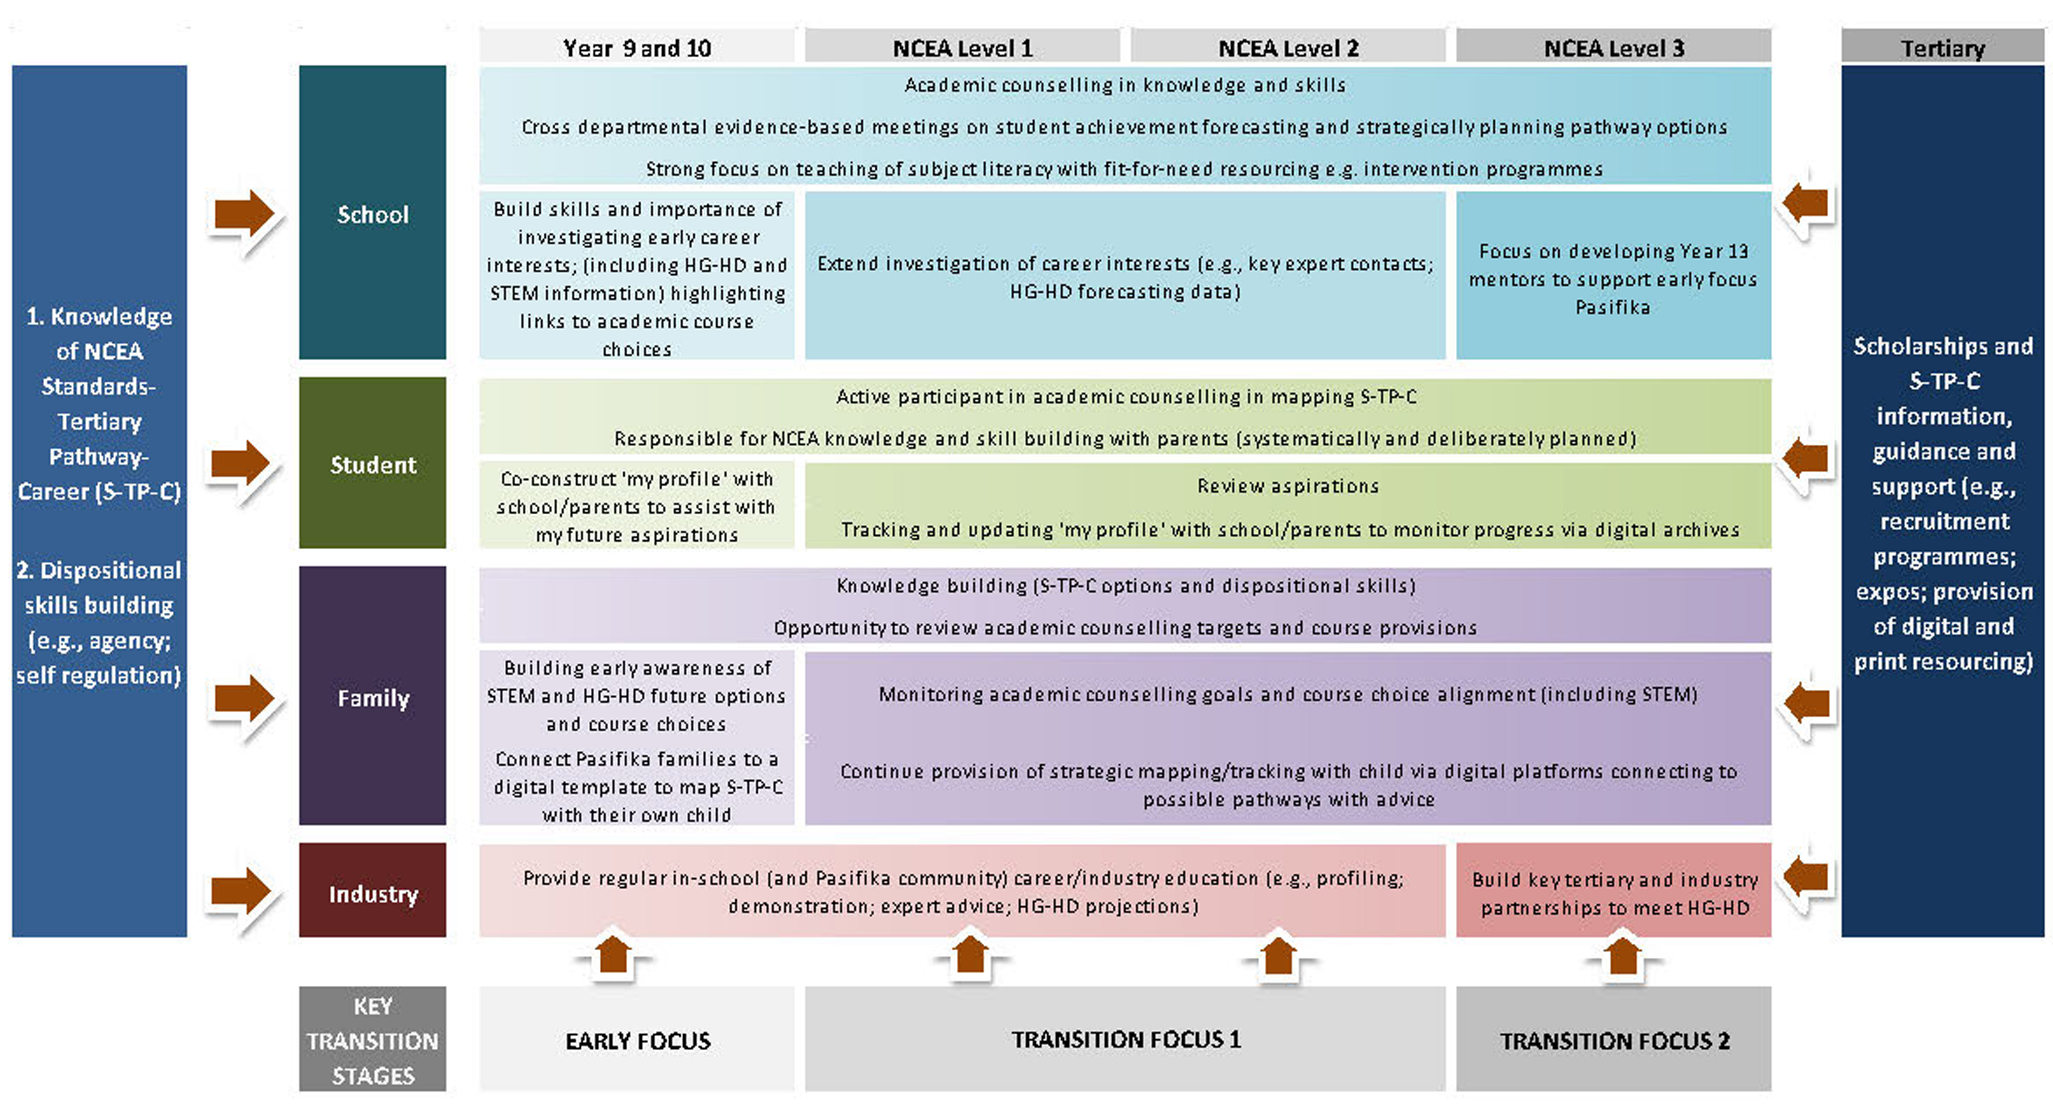 Year 9 and 10
NCEA Level 1
NCEA Level 2
NCEA Level 3
Tertiary
1. Knowledge
of NCEA
Standards-
Tertiary
Pathway-
Career (S-TP-C)
2. Dispositional
skills building
(e.g., agency;
self regulation)
School
Academic counselling in knowledge and skills
Cross departmental evidence-based meetings on student achievement forecasting and strategically planning pathway options
Strong focus on teaching of subject literacy with fit-for-need resourcing e.g. intervention programmes
Build skills and importance of
investigating early career
interests; (including HG-HD and
STEM information) highlighting
links to academic course
choices
Extend investigation of career interests (e.g., key expert contacts;
HG-HD forecasting data)
Focus on developing Year 13
mentors to support early focus
Pasifika
Student
Active participant in academic counselling in mapping S-TP-C
Responsible for NCEA knowledge and skill building with parents (systematically and deliberately planned)
Co-construct 'my profile' with
school/parents to assist with
my future aspirations
Review aspirations
Tracking and updating 'my profile' with school/parents to monitor progress via digital archives
Family
Knowledge building (S-TP-C options and dispositional skills)
Opportunity to review academic counselling targets and course provisions
Building early awareness of
STEM and HG-HD future options
and course choices
Connect Pasifika families to a
digital template to map S-TP-C
with their own child
Monitoring academic counselling goals and course choice alignment (including STEM)
Continue provision of strategic mapping/tracking with child via digital platforms connecting to
possible pathways with advice
Industry
Provide regular in-school (and Pasifika community) career/industry education (e.g., profiling;
demonstration; expert advice; HG-HD projections)
Build key tertiary and industry
partnerships to meet HG-HD
Scholarships and
S-TP-C
information,
guidance and
support (e.g.,
recruitment
programmes;
expos; provision
of digital and
print resourcing)
KEY
TRANSITION
STAGES
EARLY FOCUS
TRANSITION FOCUS 1
TRANSITION FOCUS 2